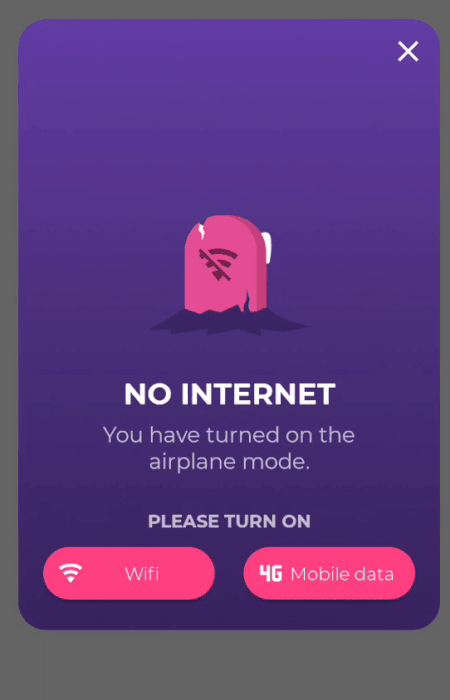 NO INTERNET
You have turned on the
airplane mode.
PLEASE TURN ON
Wifi
4G Mobile data